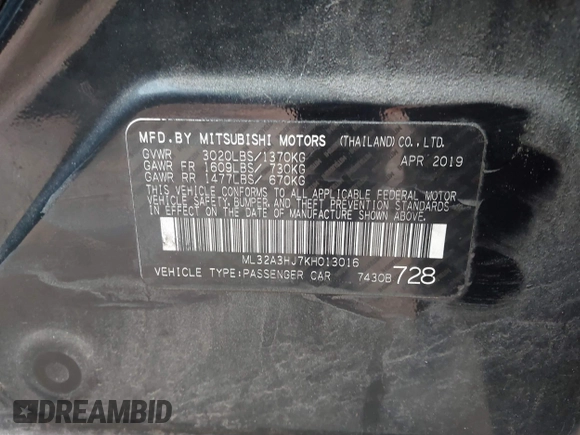 MFD. BY MITSUBISHI MOTORS (THAILAND) CO., LTD.
GVWR 3020LBS/1370KG APR 2019
GAWR FR 1609LBS/ 730KG
GAWR RR 1477LBS/ 670KG
THIS VEHICLE CONFORMS TO ALL APPLICABLE FEDERAL MOTOR
VEHICLE SAFETY, BUMPER, AND THEFT PREVENTION STANDARDS
IN EFFECT ON THE DATE OF MANUFACTURE SHOWN ABOVE.
ML32A3HJ7KH013016
VEHICLE TYPE:PASSENGER CAR 7430B 728
DREAMBID